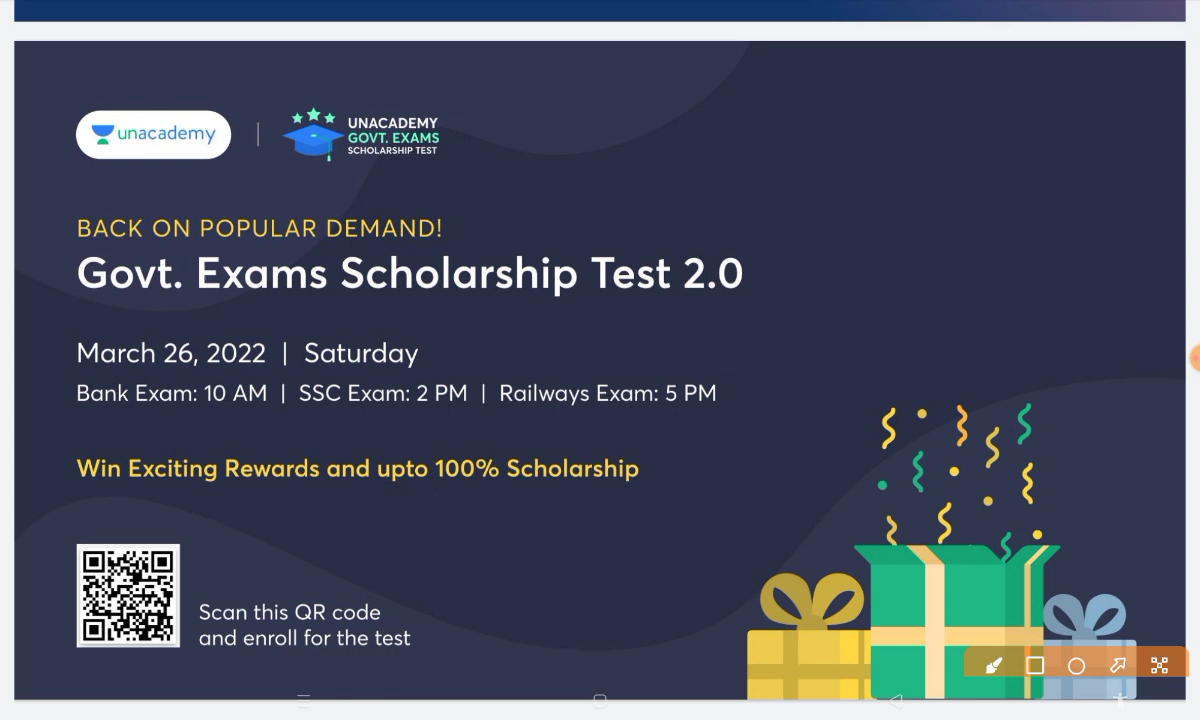 unacademy
UNACADEMY
GOVT. EXAMS
SCHOLARSHIP TEST
BACK ON POPULAR DEMAND!
Govt. Exams Scholarship Test 2.0
March 26, 2022 | Saturday
Bank Exam: 10 AM | SSC Exam: 2 PM | Railways Exam: 5 PM
Win Exciting Rewards and upto 100% Scholarship
Scan this QR code
and enroll for the test